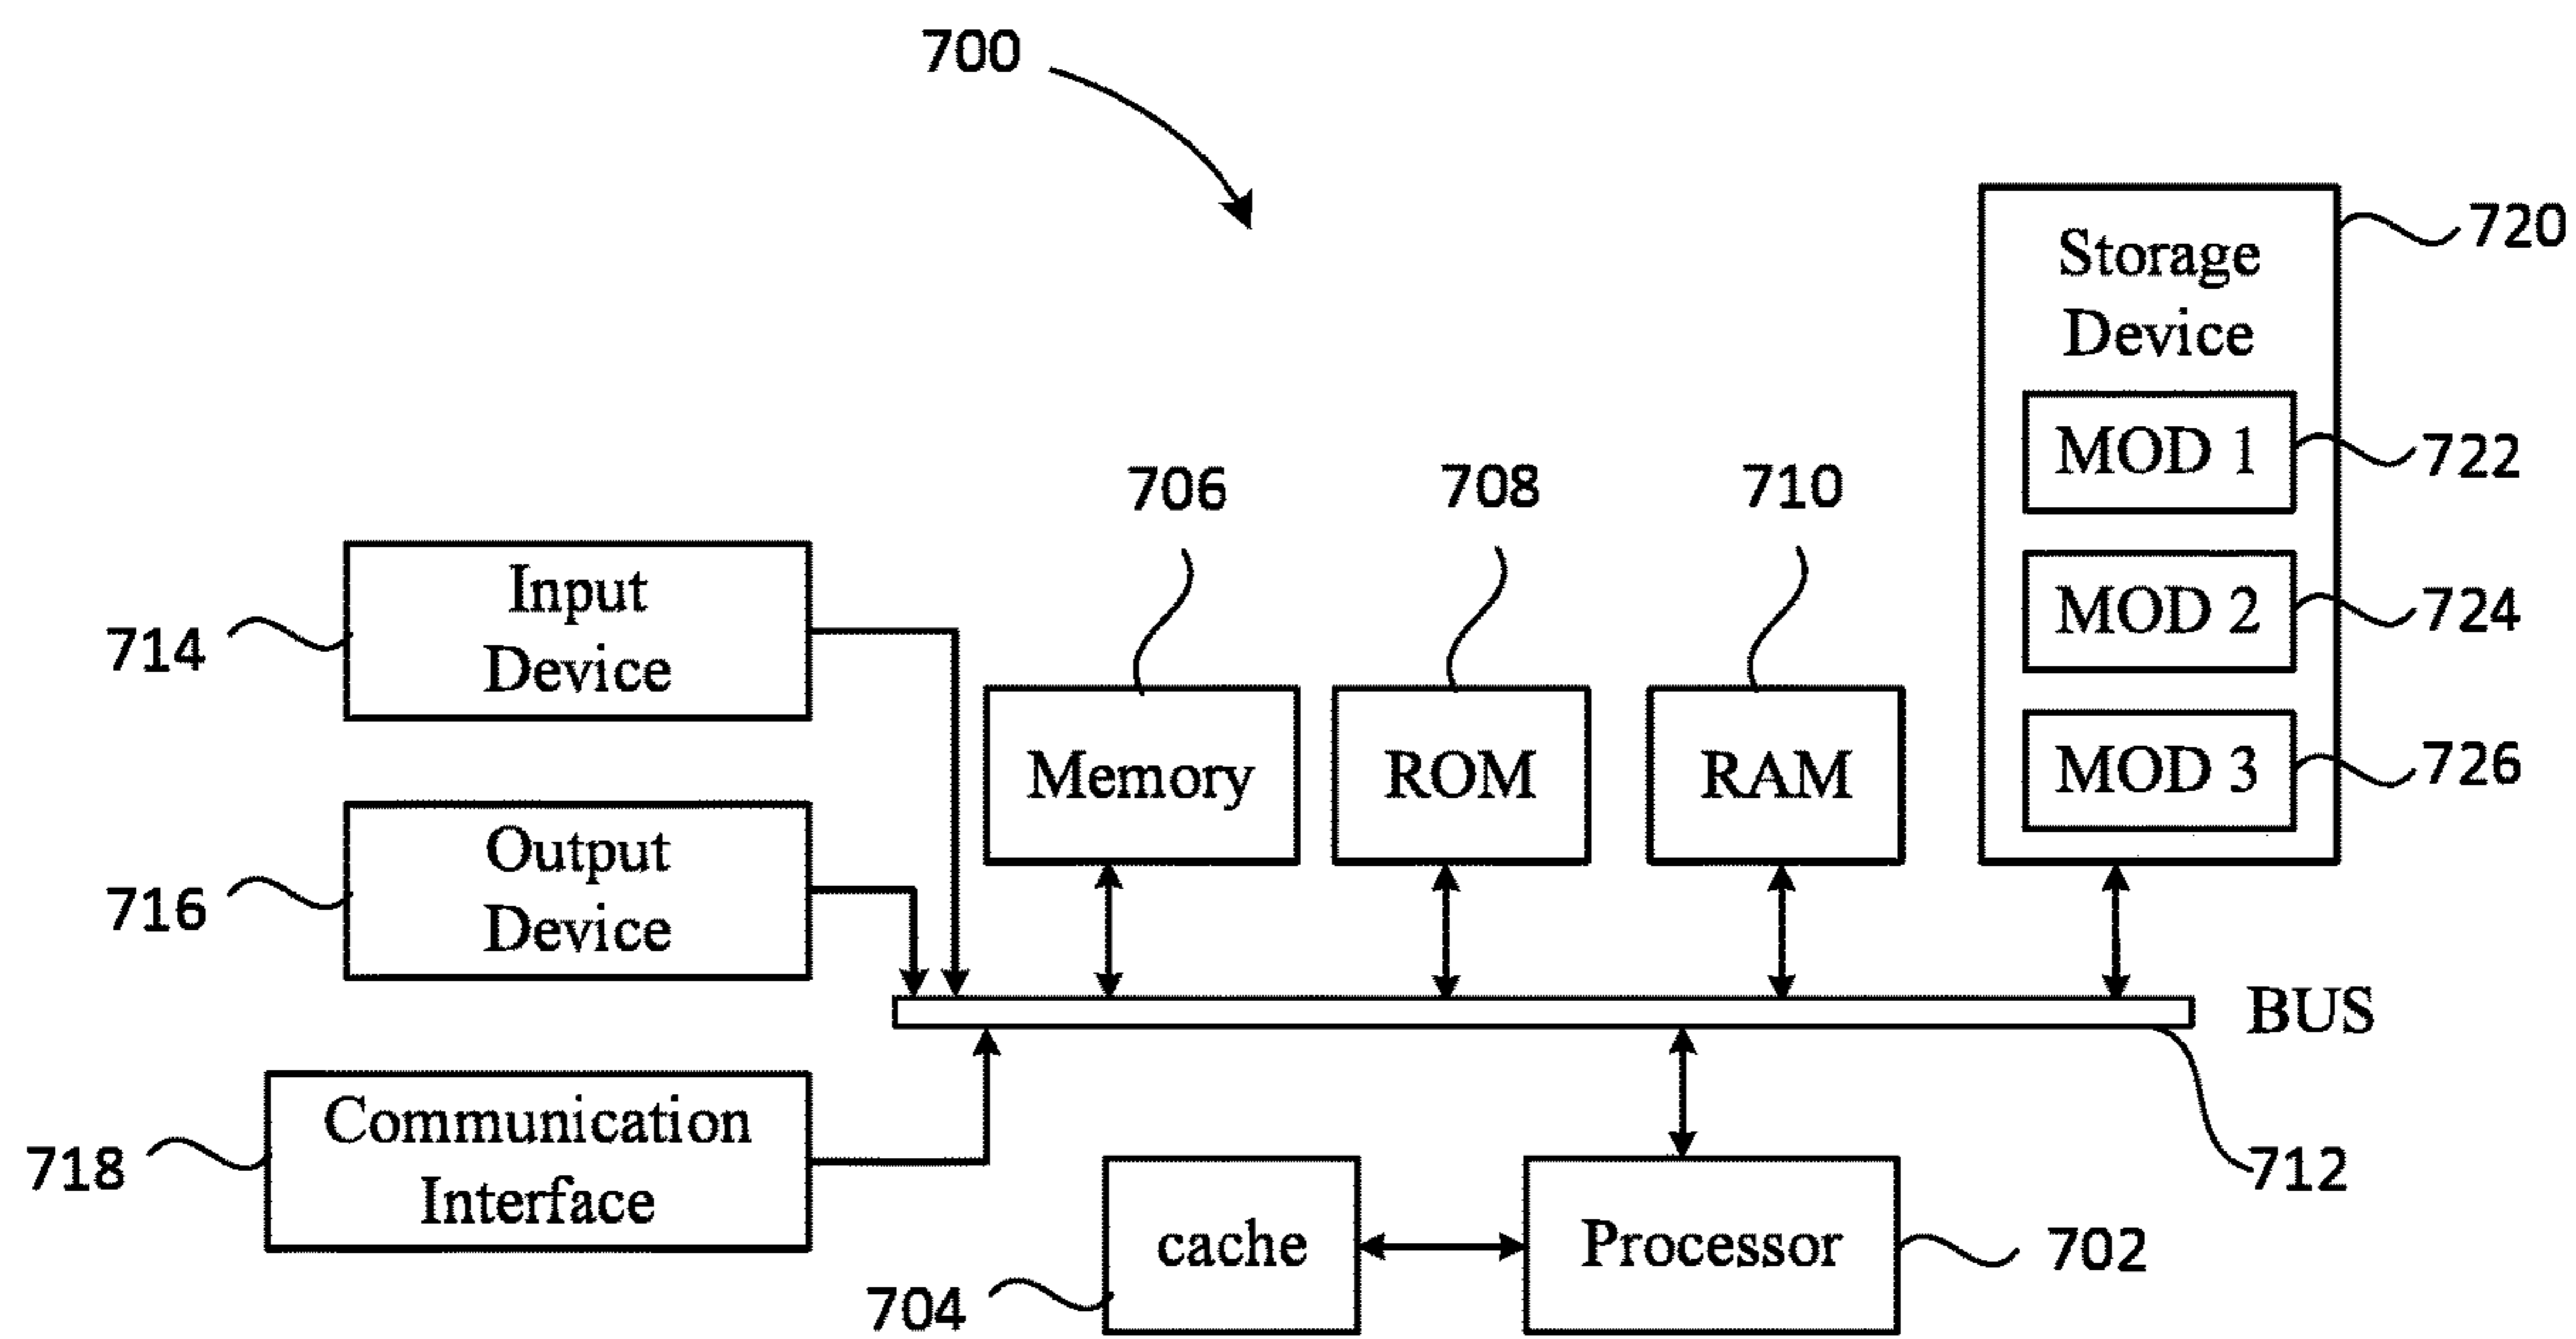 700
720
Storage
Device
MOD 1
722
706
708
710
Input
Device
714
MOD 2
724
Memory
ROM
RAM
MOD 3
726
Output
Device
716
BUS
Communication
Interface
718
712
cache
Processor
702
704